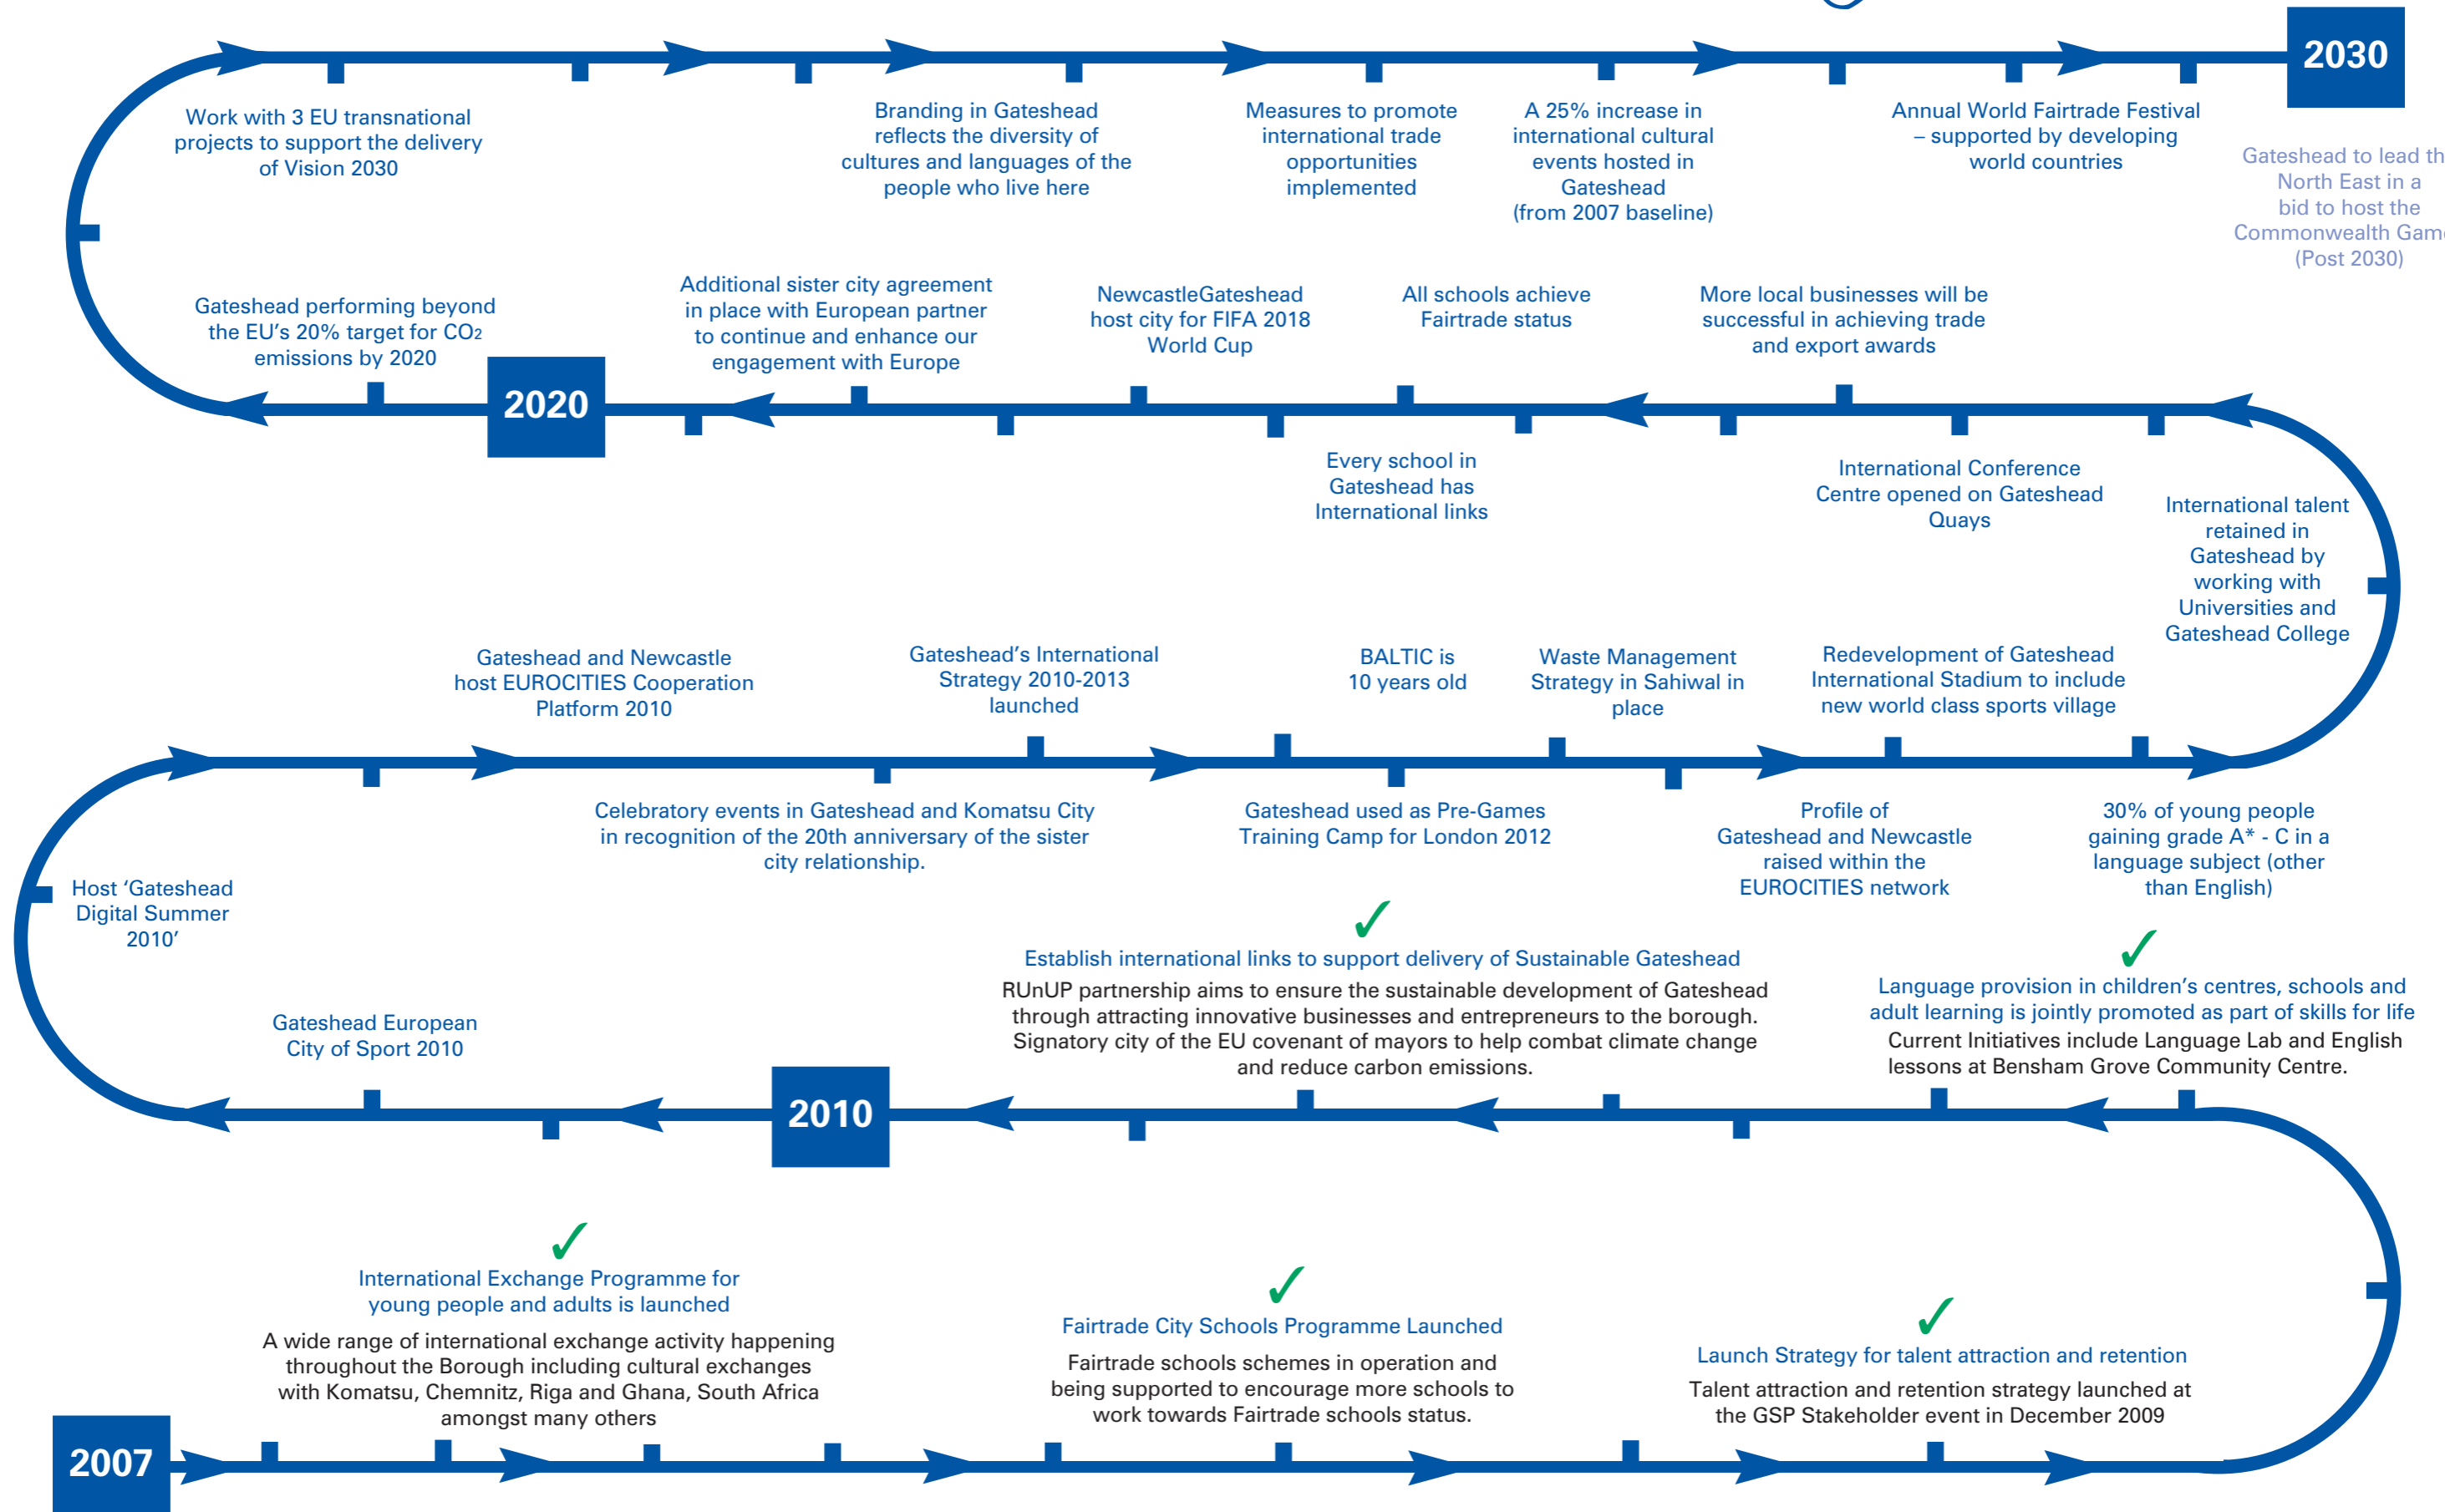 2030
Work with 3 EU transnational
projects to support the delivery
of Vision 2030
Branding in Gateshead
reflects the diversity of
cultures and languages of the
people who live here
Measures to promote
international trade
opportunities
implemented
A 25% increase in
international cultural
events hosted in
Gateshead
(from 2007 baseline)
Annual World Fairtrade Festival
– supported by developing
world countries
Gateshead to lead th
North East in a
bid to host the
Commonwealth Gam
(Post 2030)
Gateshead performing beyond
the EU's 20% target for CO2
emissions by 2020
2020
Additional sister city agreement
in place with European partner
to continue and enhance our
engagement with Europe
NewcastleGateshead
host city for FIFA 2018
World Cup
All schools achieve
Fairtrade status
More local businesses will be
successful in achieving trade
and export awards
Every school in
Gateshead has
International links
International Conference
Centre opened on Gateshead
Quays
International talent
retained in
Gateshead by
working with
Universities and
Gateshead College
Gateshead and Newcastle
host EUROCITIES Cooperation
Platform 2010
Gateshead's International
Strategy 2010-2013
launched
BALTIC is
10 years old
Waste Management
Strategy in Sahiwal in
place
Redevelopment of Gateshead
International Stadium to include
new world class sports village
Celebratory events in Gateshead and Komatsu City
in recognition of the 20th anniversary of the sister
city relationship.
Gateshead used as Pre-Games
Training Camp for London 2012
Profile of
Gateshead and Newcastle
raised within the
EUROCITIES network
30% of young people
gaining grade A* - C in a
language subject (other
than English)
Host ‘Gateshead
Digital Summer
2010’
Gateshead European
City of Sport 2010
2010
Establish international links to support delivery of Sustainable Gateshead
RUnUP partnership aims to ensure the sustainable development of Gateshead
through attracting innovative businesses and entrepreneurs to the borough.
Signatory city of the EU covenant of mayors to help combat climate change
and reduce carbon emissions.
Language provision in children's centres, schools and
adult learning is jointly promoted as part of skills for life
Current Initiatives include Language Lab and English
lessons at Bensham Grove Community Centre.
International Exchange Programme for
young people and adults is launched
A wide range of international exchange activity happening
throughout the Borough including cultural exchanges
with Komatsu, Chemnitz, Riga and Ghana, South Africa
amongst many others
Fairtrade City Schools Programme Launched
Fairtrade schools schemes in operation and
being supported to encourage more schools to
work towards Fairtrade schools status.
Launch Strategy for talent attraction and retention
Talent attraction and retention strategy launched at
the GSP Stakeholder event in December 2009
2007